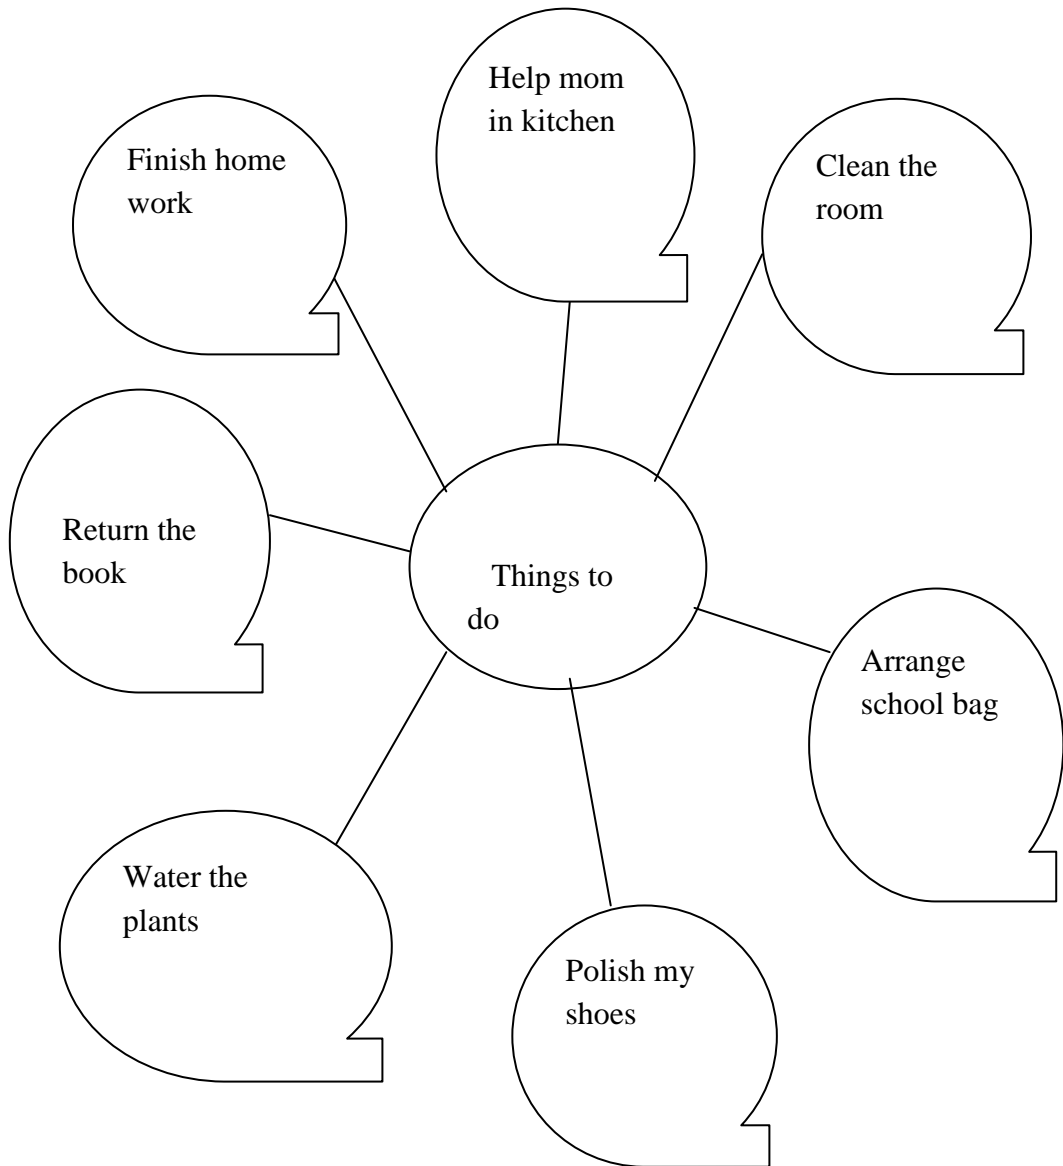 Help mom
in kitchen
Finish home
work
Clean the
room
Return the
book
Things to
do
Arrange
school bag
Water the
plants
Polish my
shoes